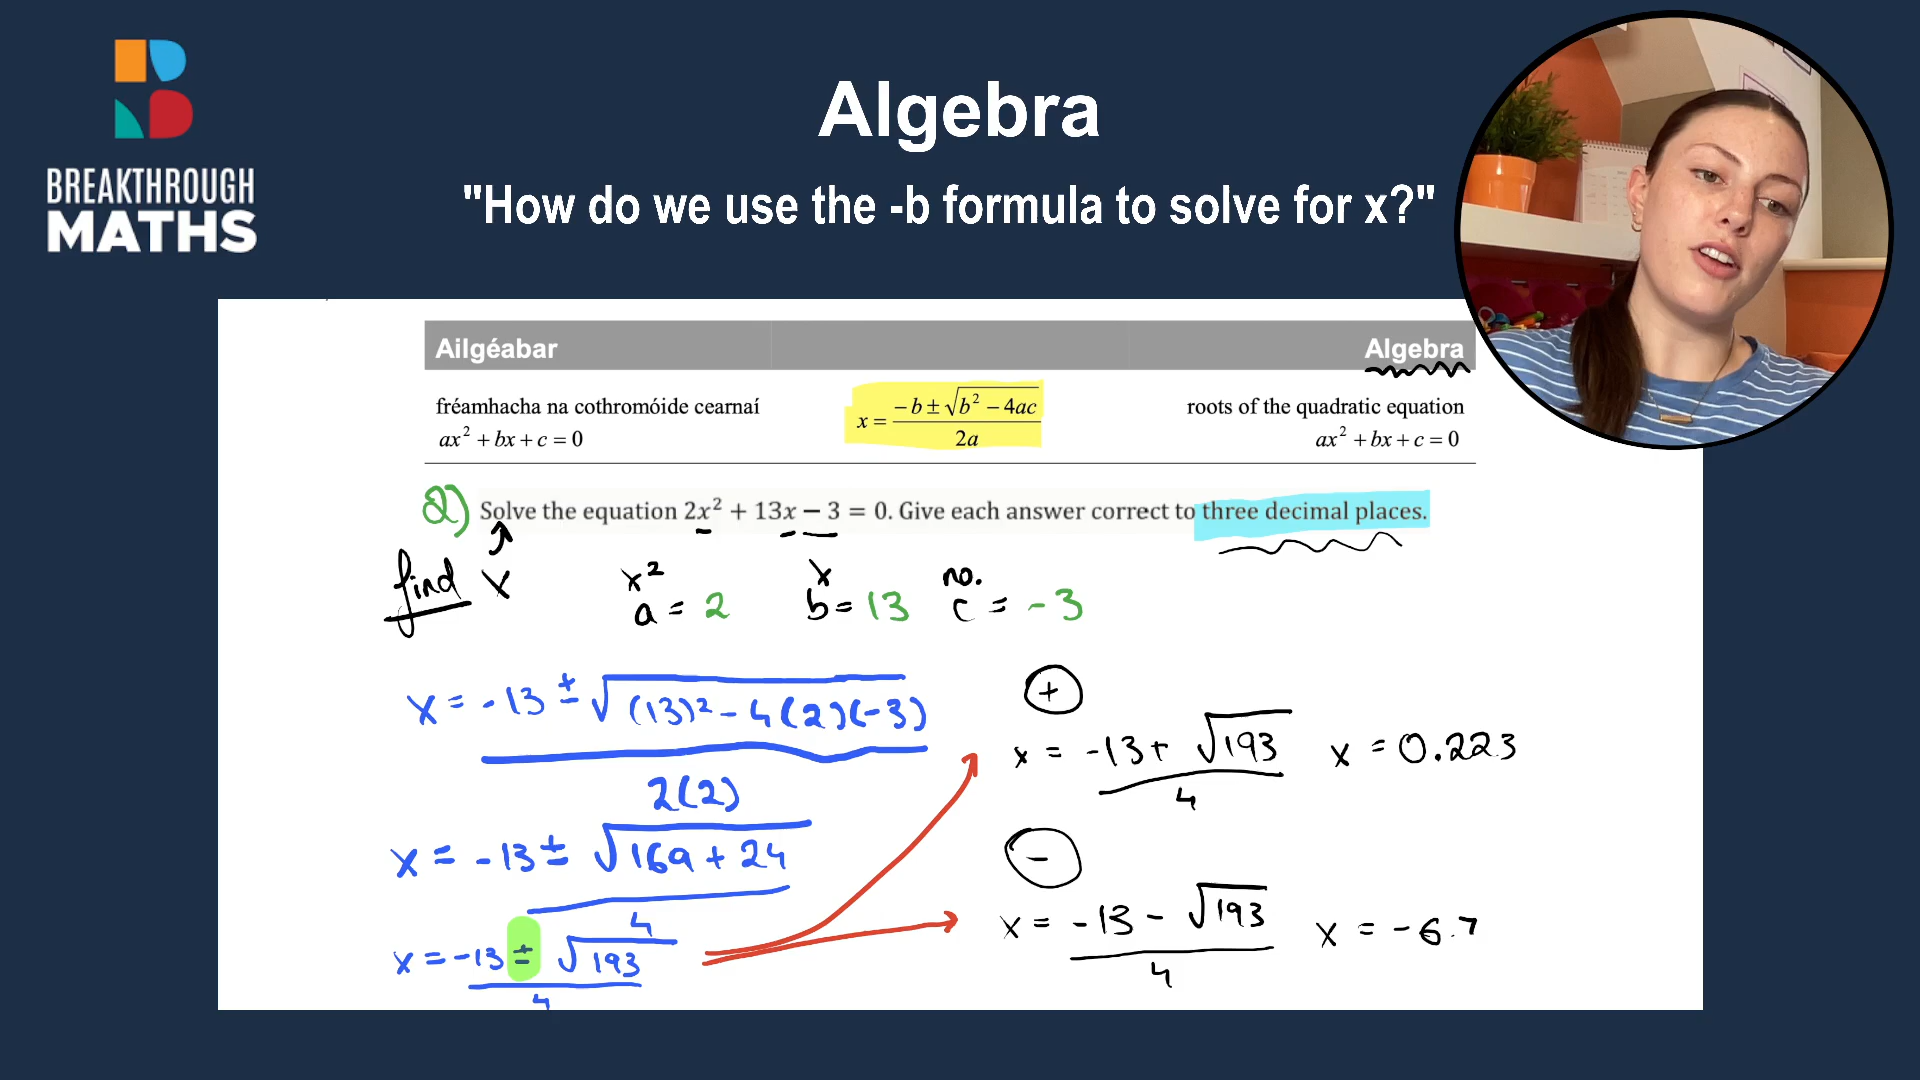 BREAKTHROUGH
MATHS
Algebra
"How do we use the -b formula to solve for x?"
Ailgéabar Algebra
fréamhacha na cothromóide cearnaí
ax² + bx + c = 0
x = (-b ± √(b² - 4ac)) / 2a
roots of the quadratic equation
ax² + bx + c = 0
Q) Solve the equation 2x² + 13x − 3 = 0. Give each answer correct to three decimal places.
find x
x² x no.
a = 2 b = 13 c = -3
x = -13 ± √((13)² - 4(2)(-3)) / 2(2)
x = -13 ± √(169 + 24) / 4
x = -13 ± √193 / 4
+
x = -13 + √193 / 4 x = 0.223
-
x = -13 - √193 / 4 x = -6.7